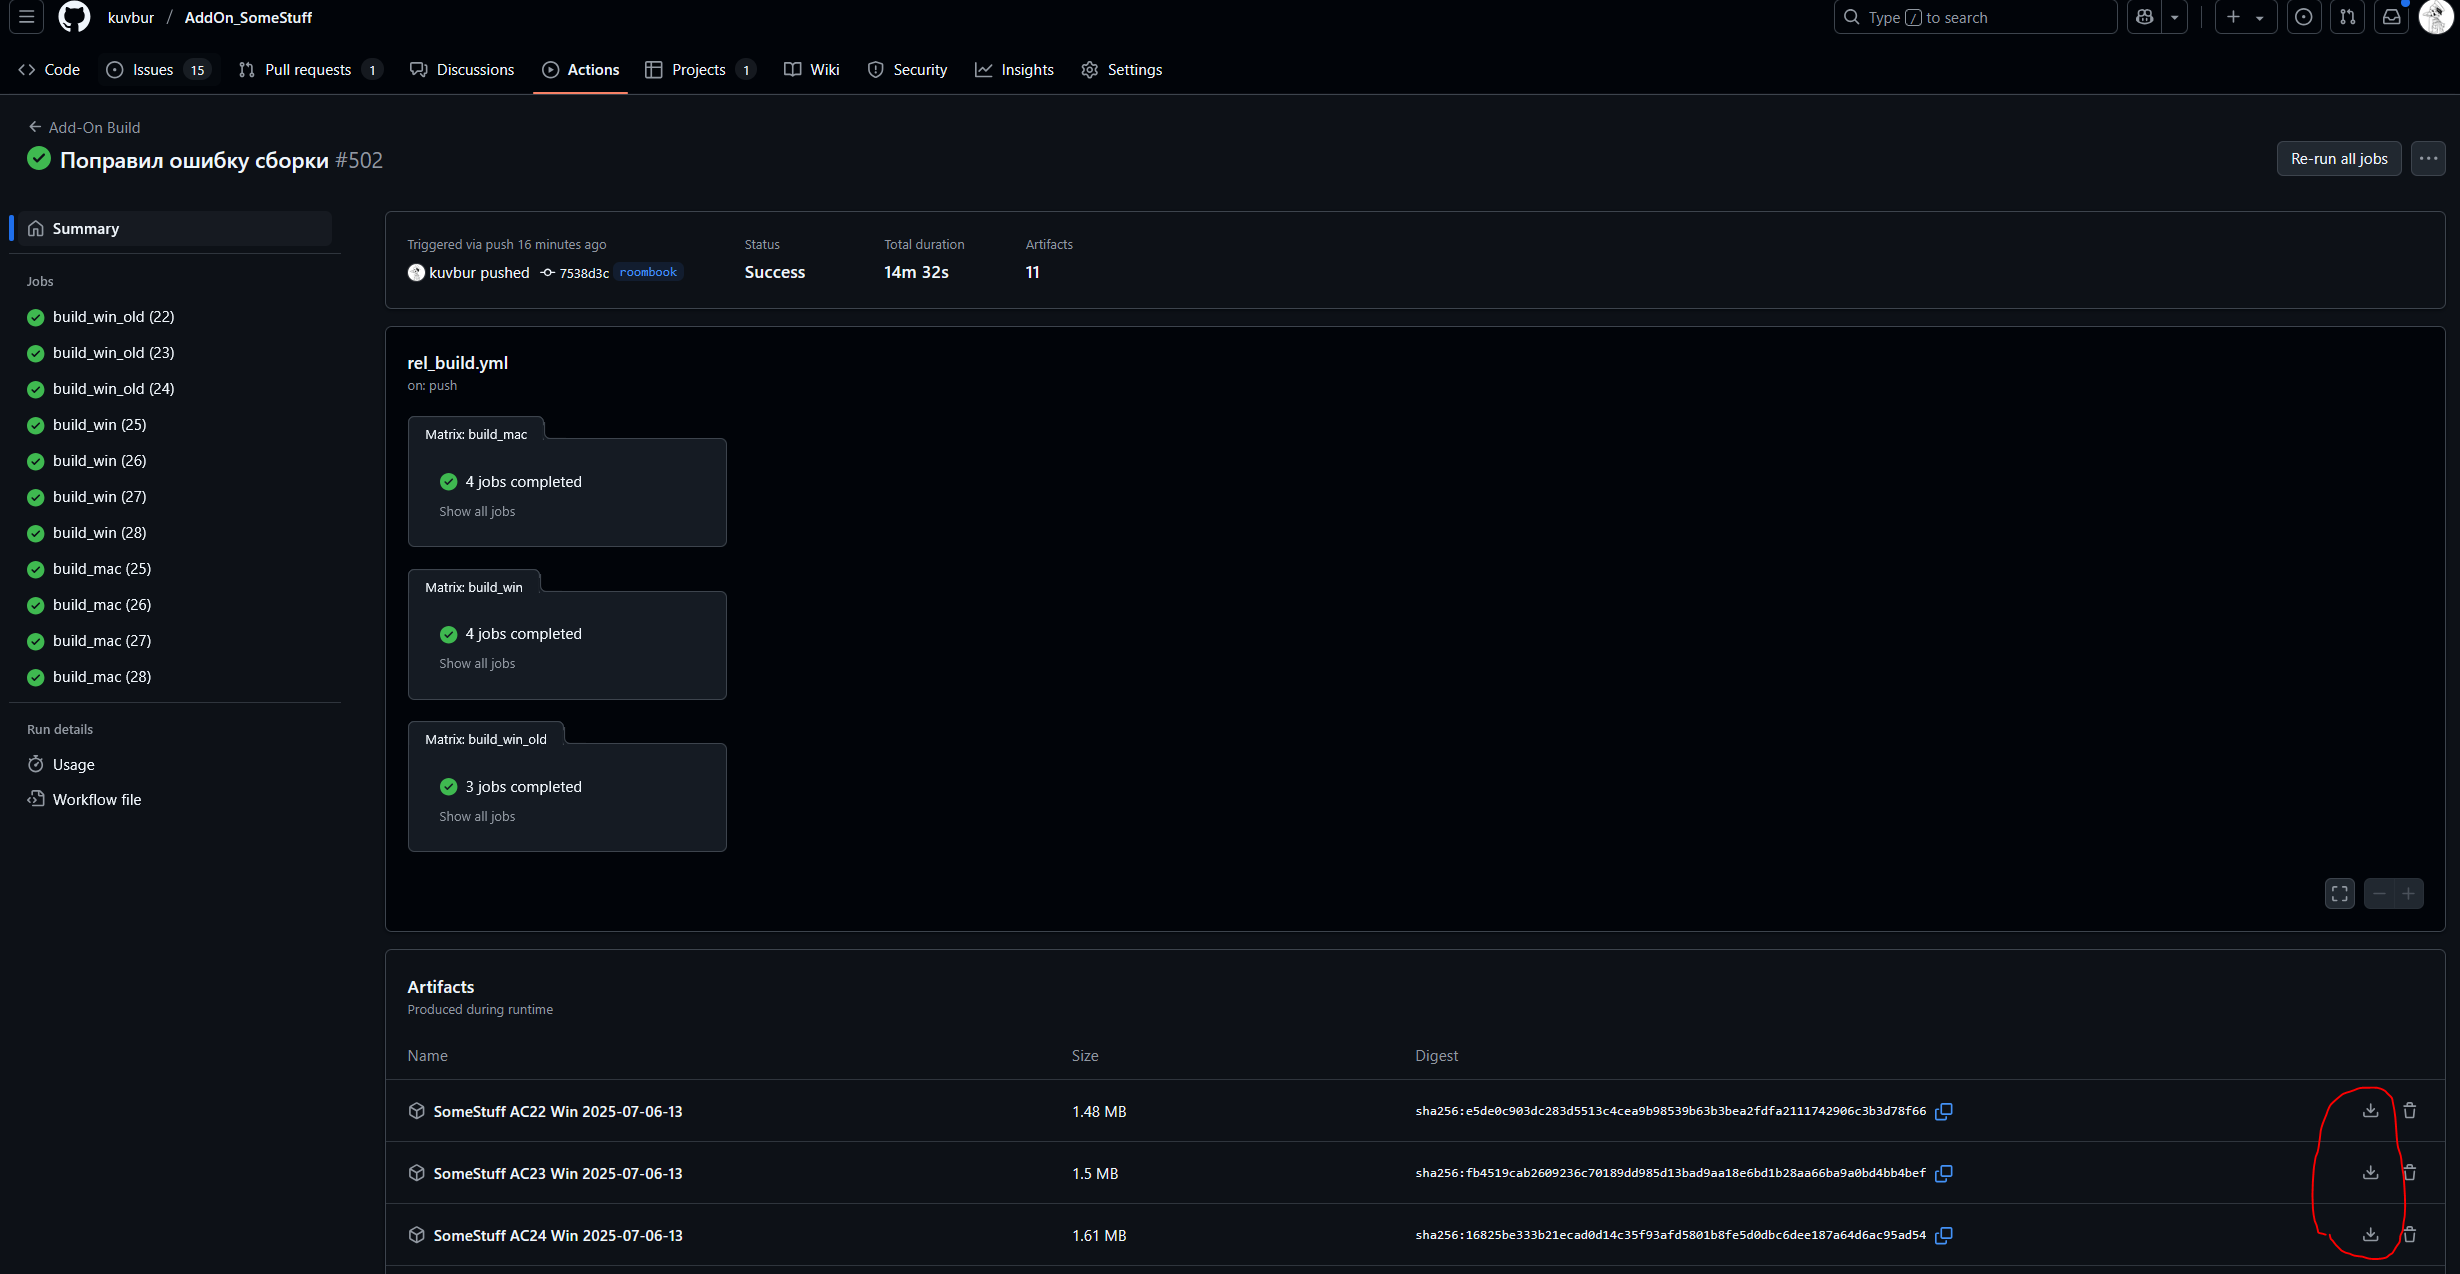 kuvbur / AddOn_SomeStuff
Type / to search
Code
Issues 15
Pull requests 1
Discussions
Actions
Projects 1
Wiki
Security
Insights
Settings
Add-On Build
Поправил ошибку сборки #502
Re-run all jobs
Summary
Jobs
build_win_old (22)
build_win_old (23)
build_win_old (24)
build_win (25)
build_win (26)
build_win (27)
build_win (28)
build_mac (25)
build_mac (26)
build_mac (27)
build_mac (28)
Run details
Usage
Workflow file
Triggered via push 16 minutes ago
kuvbur pushed 7538d3c roombook
Status
Success
Total duration
14m 32s
Artifacts
11
rel_build.yml
on: push
Matrix: build_mac
4 jobs completed
Show all jobs
Matrix: build_win
4 jobs completed
Show all jobs
Matrix: build_win_old
3 jobs completed
Show all jobs
Artifacts
Produced during runtime
Name Size Digest
SomeStuff AC22 Win 2025-07-06-13 1.48 MB sha256:e5de0c903dc283d5513c4cea9b98539b63b3bea2fdfa2111742906c3b3d78f66
SomeStuff AC23 Win 2025-07-06-13 1.5 MB sha256:fb4519cab2609236c70189dd985d13bad9aa18e6bd1b28aa66ba9a0bd4bb4bef
SomeStuff AC24 Win 2025-07-06-13 1.61 MB sha256:16825be333b21ecad0d14c35f93afd5801b8fe5d0dbc6dee187a64d6ac95ad54